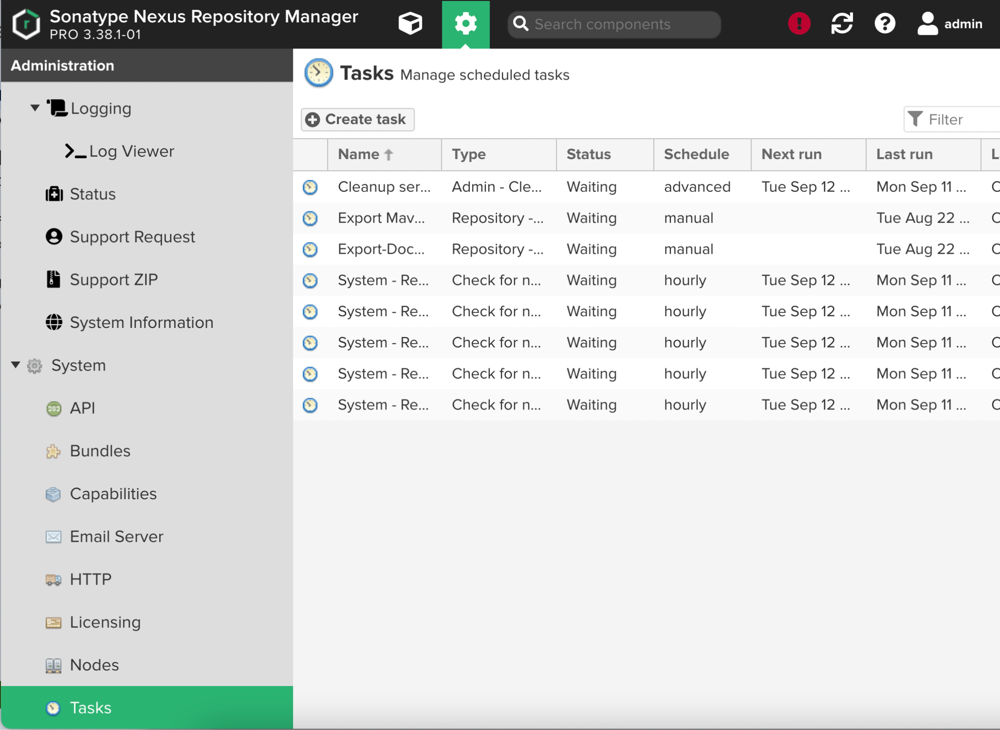 Sonatype Nexus Repository Manager
PRO 3.38.1-01
Search components
admin
Administration
Logging
Log Viewer
Status
Support Request
Support ZIP
System Information
System
API
Bundles
Capabilities
Email Server
HTTP
Licensing
Nodes
Tasks
Tasks Manage scheduled tasks
Create task
Filter
Name Type Status Schedule Next run Last run
Cleanup ser... Admin - Cle... Waiting advanced Tue Sep 12 ... Mon Sep 11 ...
Export Mav... Repository -... Waiting manual Tue Aug 22 ...
Export-Doc... Repository -... Waiting manual Tue Aug 22 ...
System - Re... Check for n... Waiting hourly Tue Sep 12 ... Mon Sep 11 ...
System - Re... Check for n... Waiting hourly Tue Sep 12 ... Mon Sep 11 ...
System - Re... Check for n... Waiting hourly Tue Sep 12 ... Mon Sep 11 ...
System - Re... Check for n... Waiting hourly Tue Sep 12 ... Mon Sep 11 ...
System - Re... Check for n... Waiting hourly Tue Sep 12 ... Mon Sep 11 ...